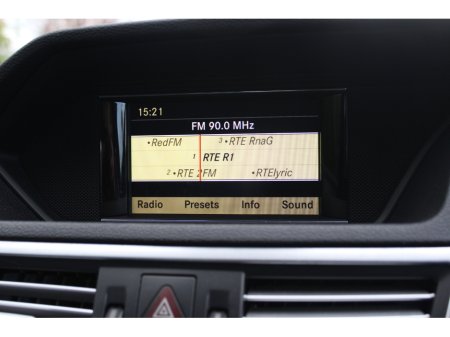 15:21
FM 90.0 MHz
•RedFM 3 •RTE RnaG
1 RTE R1
2 •RTE 2FM •RTElyric
Radio Presets Info Sound